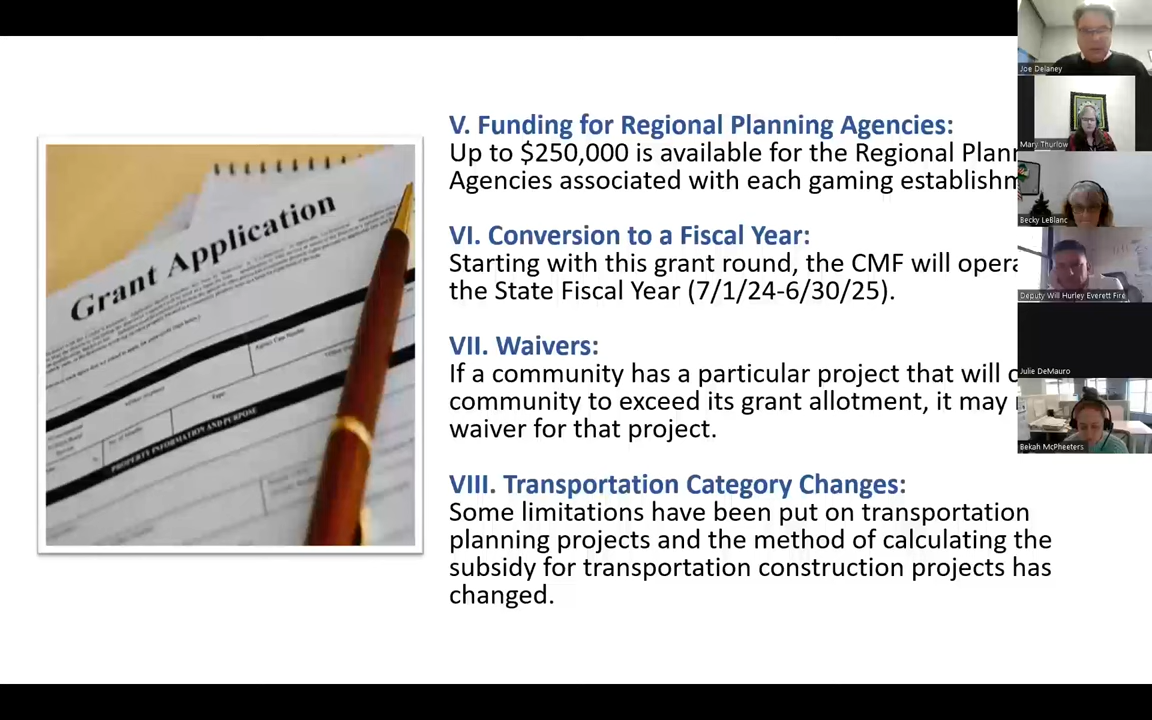 V. Funding for Regional Planning Agencies:
Up to $250,000 is available for the Regional
Agencies associated with each gaming
VI. Conversion to a Fiscal Year:
Starting with this grant round, the CMF will
the State Fiscal Year (7/1/24-6/30/25).
VII. Waivers:
If a community has a particular project that will
community to exceed its grant allotment, it may
waiver for that project.
VIII. Transportation Category Changes:
Some limitations have been put on transportation
planning projects and the method of calculating the
subsidy for transportation construction projects has
changed.
Grant Application
PROPERTY INFORMATION AND PURPOSE
Joe Delaney
Mary Thurlow
Becky LeBlanc
Deputy Will Hurley Everett Fire
Julie DeMauro
Bekah McPheeters